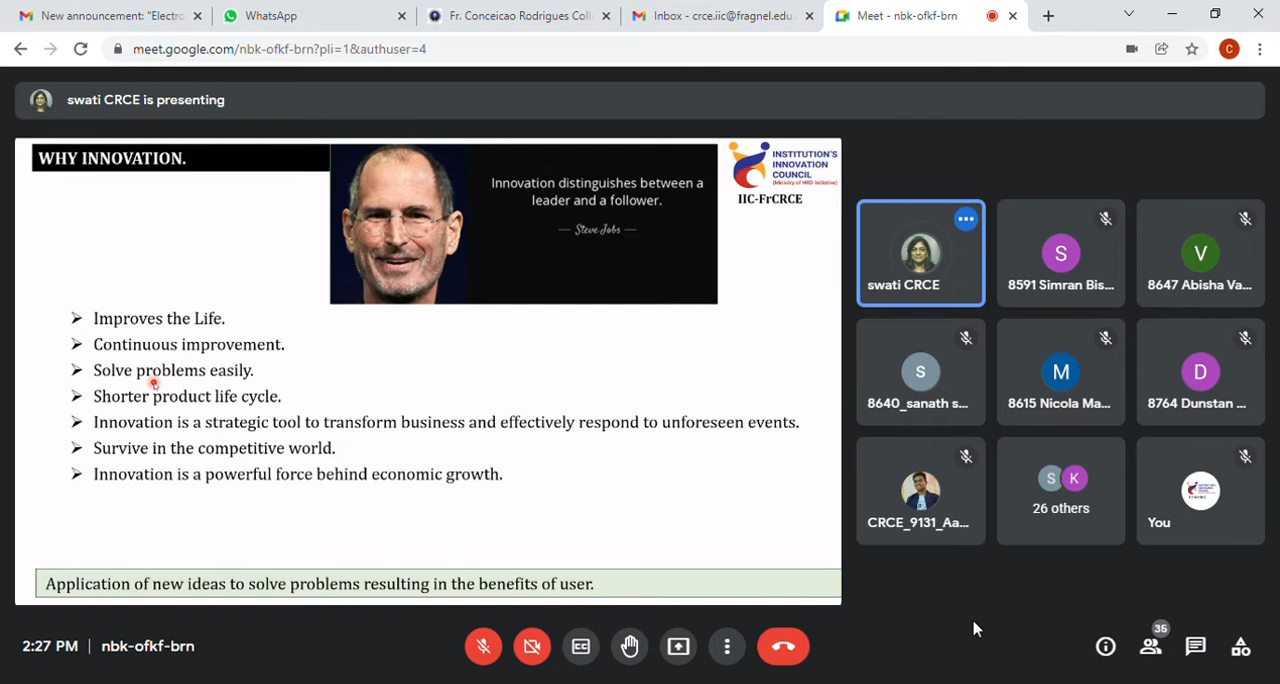 New announcement: "Electro
WhatsApp
Fr. Conceicao Rodrigues Coll
Inbox - crce.iic@fragnel.edu.
Meet - nbk-ofkf-brn
meet.google.com/nbk-ofkf-brn?pli=1&authuser=4
C
swati CRCE is presenting
WHY INNOVATION.
Innovation distinguishes between a
leader and a follower.
— Steve Jobs —
INSTITUTION'S
INNOVATION
COUNCIL
(Ministry of HRD Initiative)
IIC-FrCRCE
Improves the Life.
Continuous improvement.
Solve problems easily.
Shorter product life cycle.
Innovation is a strategic tool to transform business and effectively respond to unforeseen events.
Survive in the competitive world.
Innovation is a powerful force behind economic growth.
Application of new ideas to solve problems resulting in the benefits of user.
swati CRCE
S
8591 Simran Bis...
V
8647 Abisha Va...
S
8640_sanath s...
M
8615 Nicola Ma...
D
8764 Dunstan ...
CRCE_9131_Aa...
S K
26 others
You
2:27 PM | nbk-ofkf-brn
CC
35